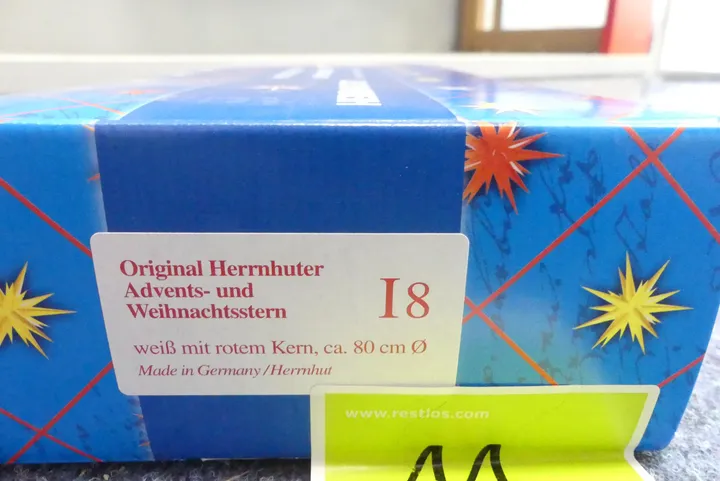 Original Herrnhuter
Advents- und
Weihnachtsstern
I8
weiß mit rotem Kern, ca. 80 cm Ø
Made in Germany/Herrnhut
www.restlos.com